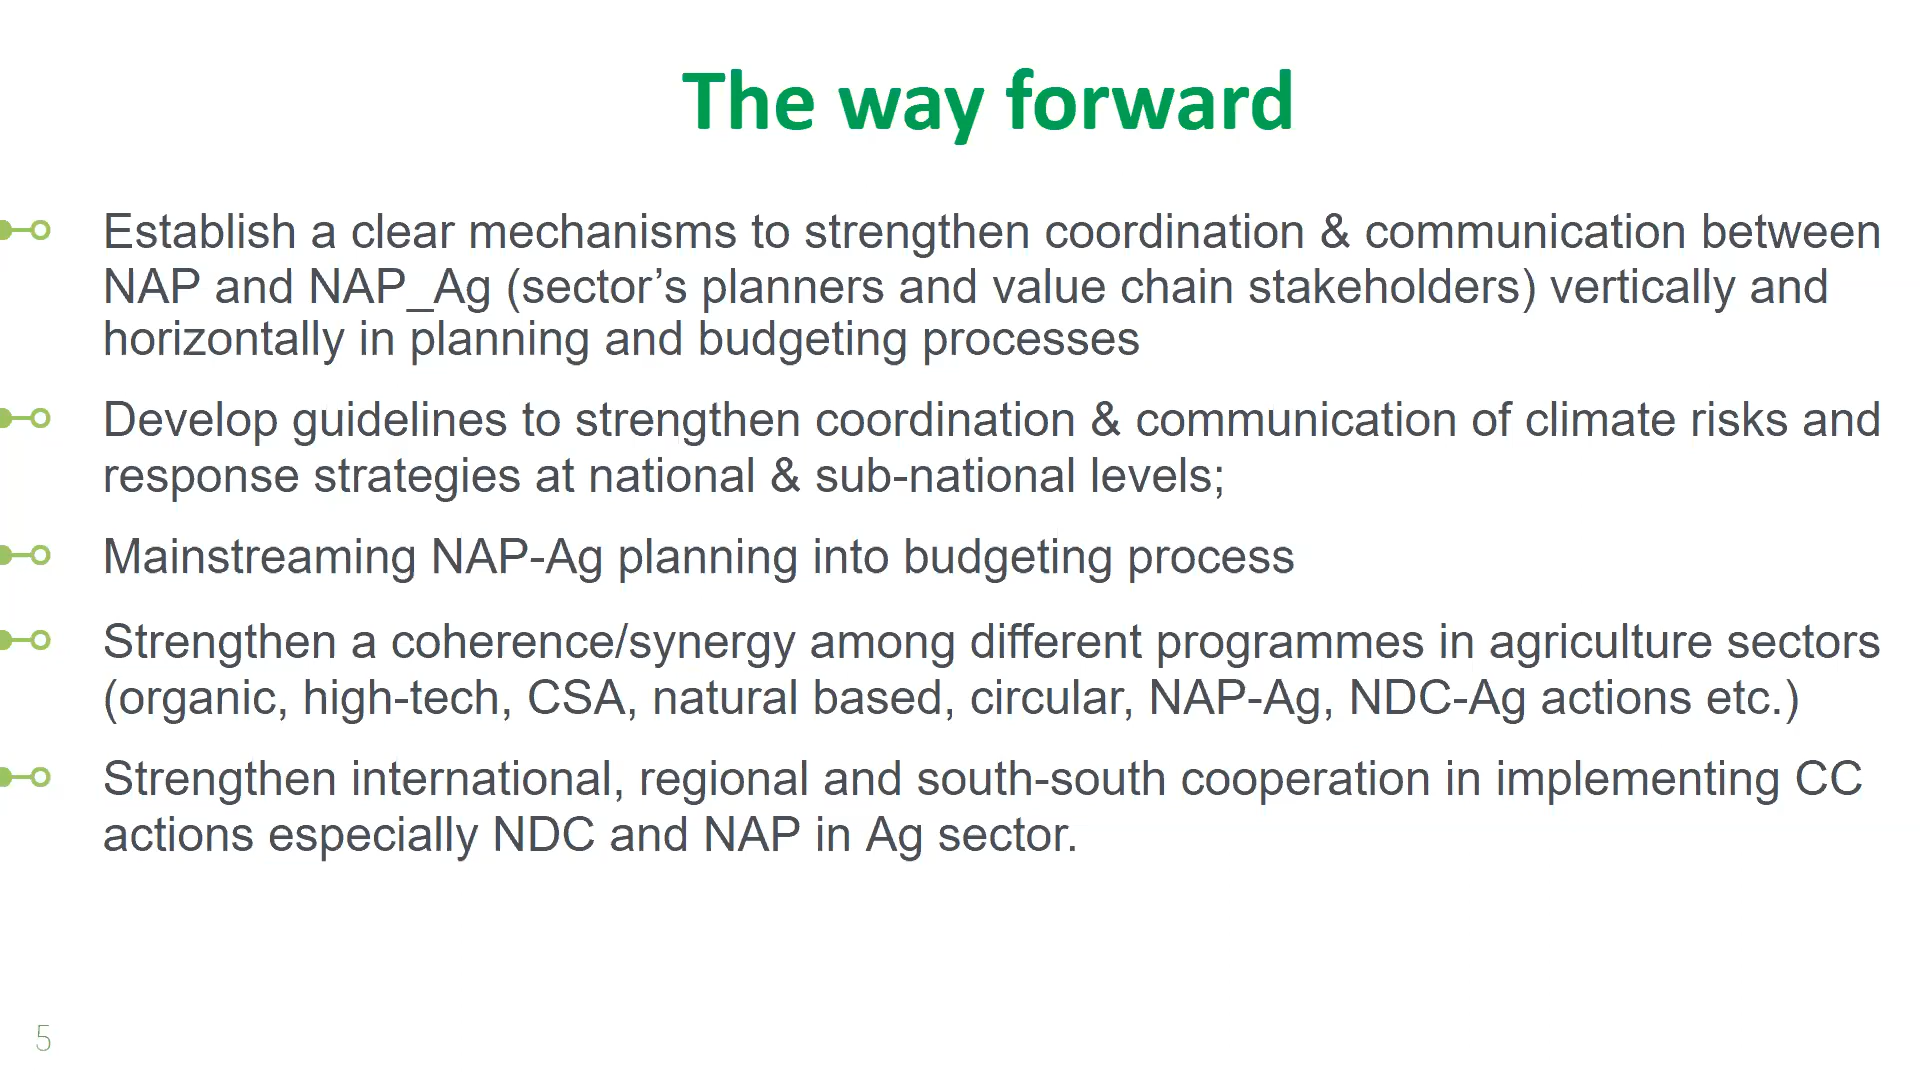 The way forward
Establish a clear mechanisms to strengthen coordination & communication between
NAP and NAP_Ag (sector’s planners and value chain stakeholders) vertically and
horizontally in planning and budgeting processes
Develop guidelines to strengthen coordination & communication of climate risks and
response strategies at national & sub-national levels;
Mainstreaming NAP-Ag planning into budgeting process
Strengthen a coherence/synergy among different programmes in agriculture sectors
(organic, high-tech, CSA, natural based, circular, NAP-Ag, NDC-Ag actions etc.)
Strengthen international, regional and south-south cooperation in implementing CC
actions especially NDC and NAP in Ag sector.
5